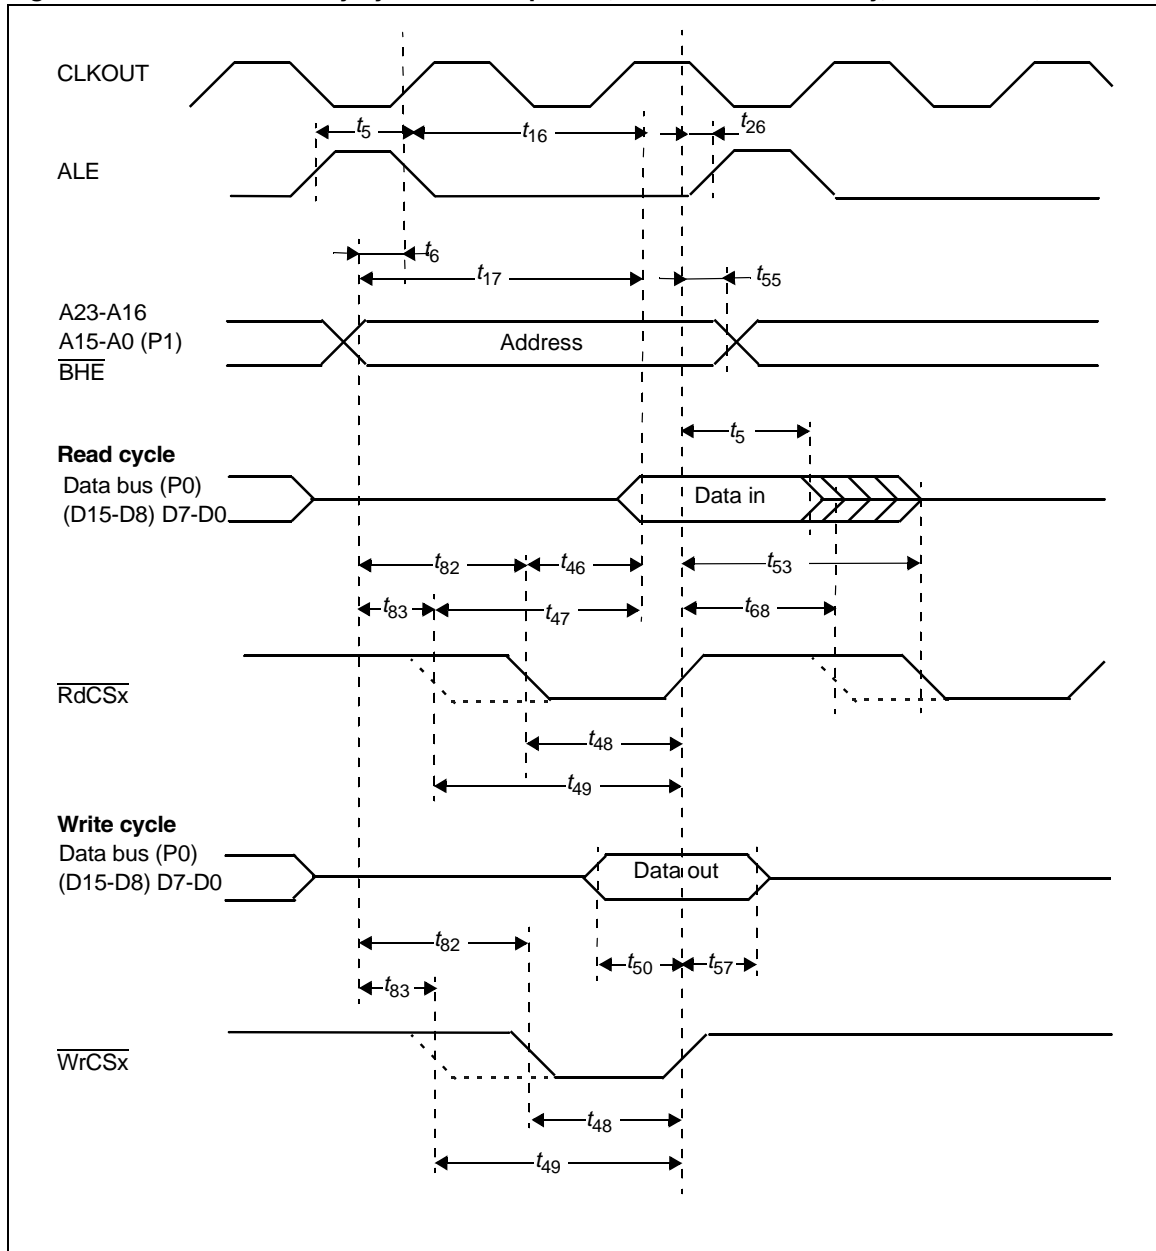 CLKOUT
t5
t16
t26
ALE
t6
t17
t55
A23-A16
A15-A0 (P1)
Address
BHE
t5
Read cycle
Data bus (P0)
Data in
(D15-D8) D7-D0
t82
t46
t53
t83
t47
t68
RdCSx
t48
t49
Write cycle
Data bus (P0)
Data out
(D15-D8) D7-D0
t82
t50
t57
t83
WrCSx
t48
t49